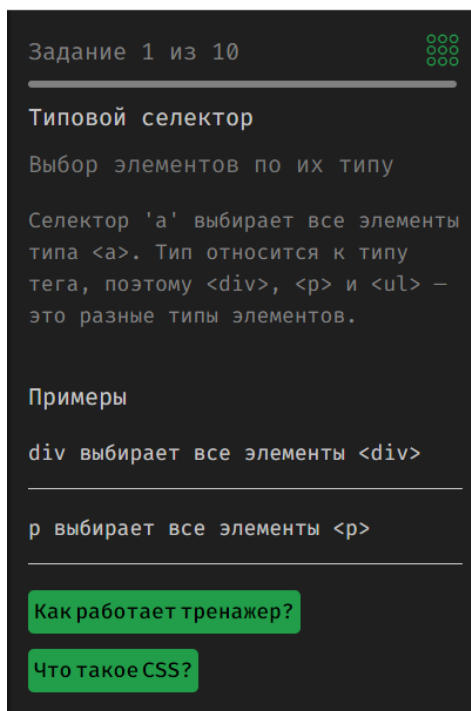 Задание 1 из 10
Типовой селектор
Выбор элементов по их типу
Селектор 'a' выбирает все элементы
типа <a>. Тип относится к типу
тега, поэтому <div>, <p> и <ul> —
это разные типы элементов.
Примеры
div выбирает все элементы <div>
p выбирает все элементы <p>
Как работает тренажер?
Что такое CSS?